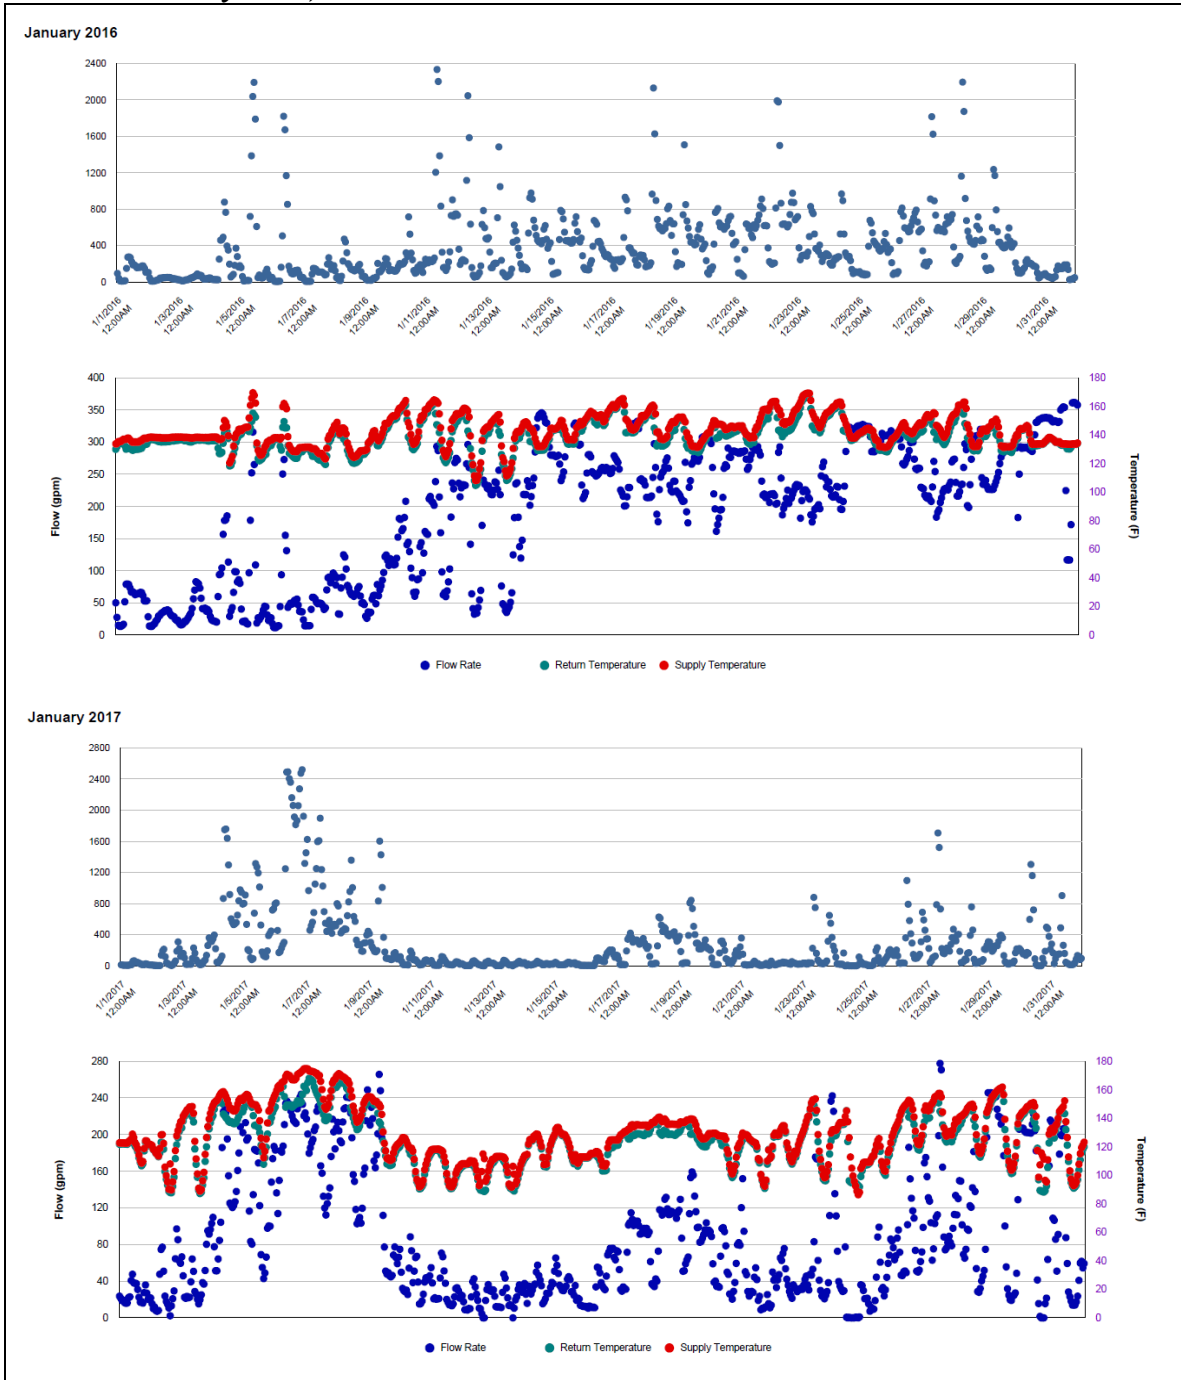 January 2016
2400
2000
1600
1200
800
400
0
1/1/2016 12:00AM
1/3/2016 12:00AM
1/5/2016 12:00AM
1/7/2016 12:00AM
1/9/2016 12:00AM
1/11/2016 12:00AM
1/13/2016 12:00AM
1/15/2016 12:00AM
1/17/2016 12:00AM
1/19/2016 12:00AM
1/21/2016 12:00AM
1/23/2016 12:00AM
1/25/2016 12:00AM
1/27/2016 12:00AM
1/29/2016 12:00AM
1/31/2016 12:00AM
400 180
350 160
300 140
250 120
200 100
150 80
100 60
50 40
0 20
0
Flow (gpm)
Temperature (F)
Flow Rate Return Temperature Supply Temperature
January 2017
2800
2400
2000
1600
1200
800
400
0
1/1/2017 12:00AM
1/3/2017 12:00AM
1/5/2017 12:00AM
1/7/2017 12:00AM
1/9/2017 12:00AM
1/11/2017 12:00AM
1/13/2017 12:00AM
1/15/2017 12:00AM
1/17/2017 12:00AM
1/19/2017 12:00AM
1/21/2017 12:00AM
1/23/2017 12:00AM
1/25/2017 12:00AM
1/27/2017 12:00AM
1/29/2017 12:00AM
1/31/2017 12:00AM
280 180
240 160
200 140
160 120
120 100
80 80
40 60
0 40
20
0
Flow (gpm)
Temperature (F)
Flow Rate Return Temperature Supply Temperature